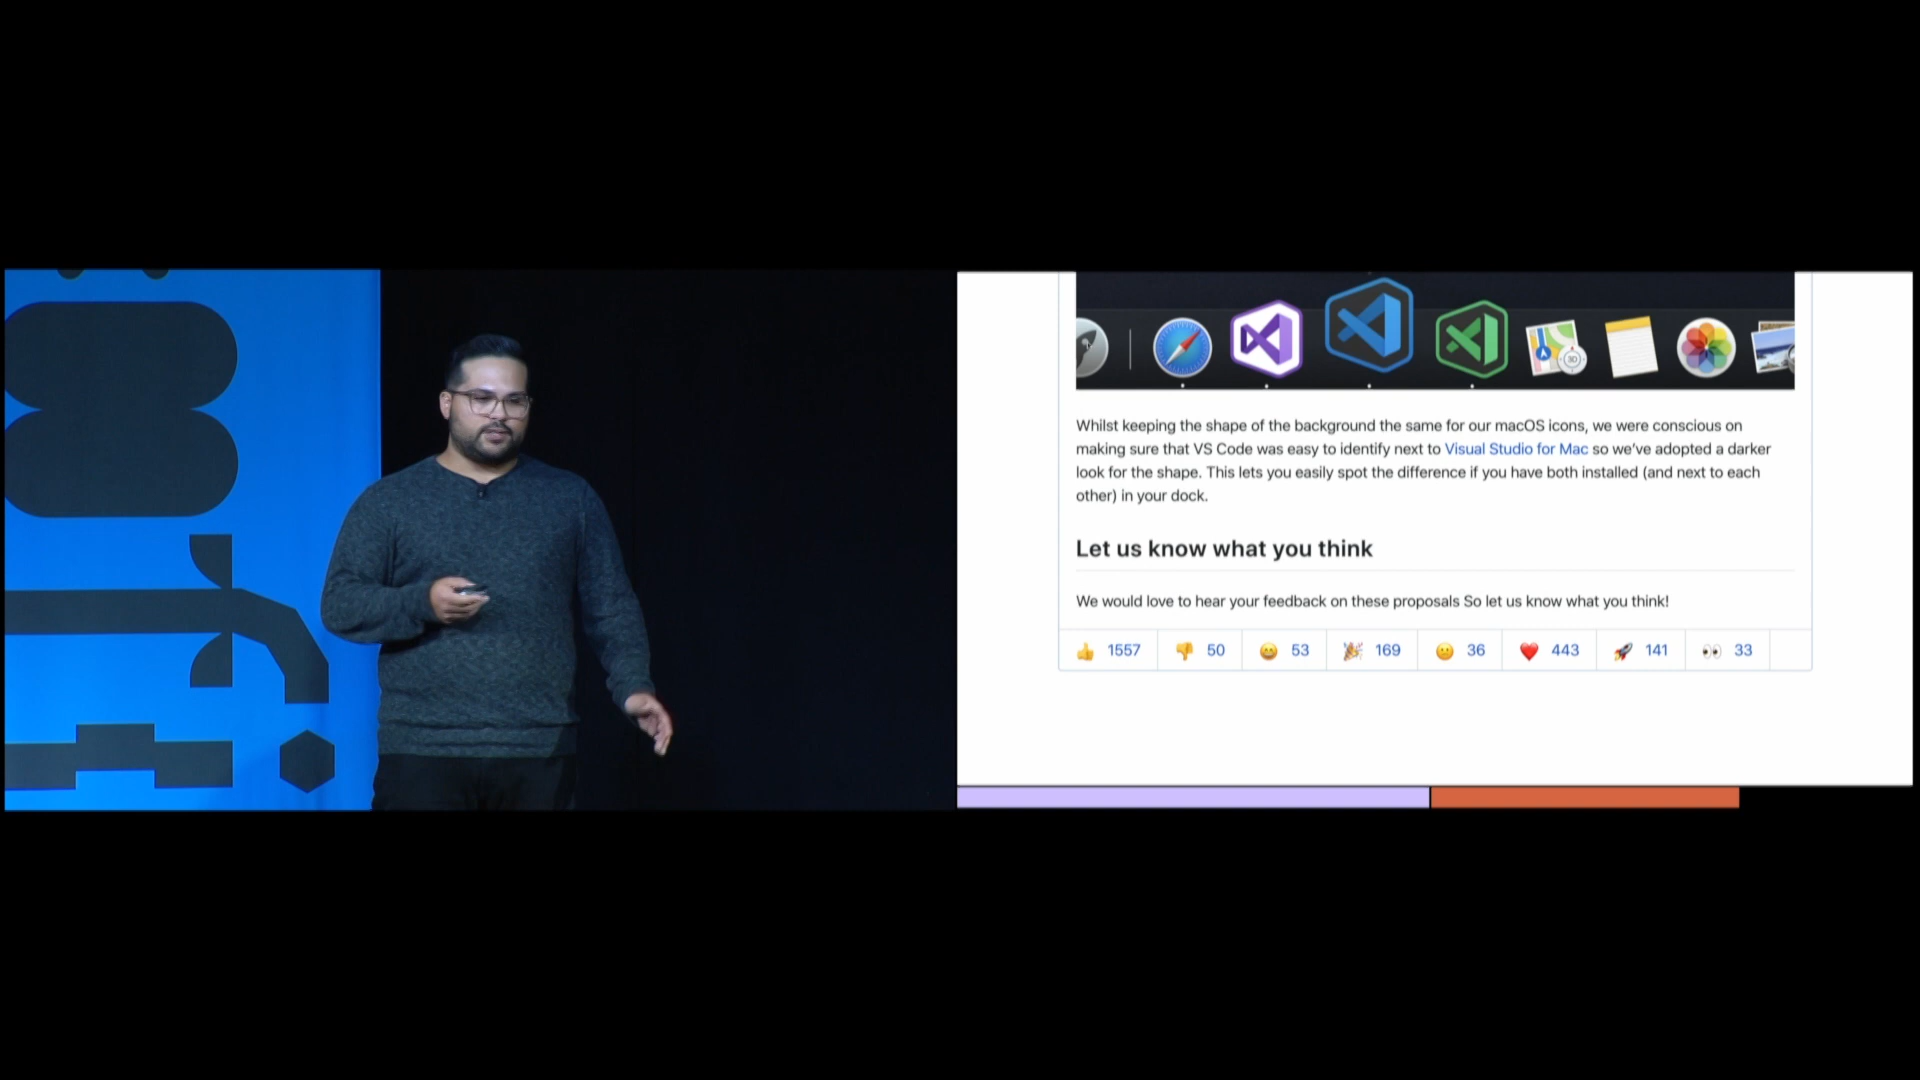 3D
Whilst keeping the shape of the background the same for our macOS icons, we were conscious on
making sure that VS Code was easy to identify next to Visual Studio for Mac so we've adopted a darker
look for the shape. This lets you easily spot the difference if you have both installed (and next to each
other) in your dock.
Let us know what you think
We would love to hear your feedback on these proposals So let us know what you think!
1557 50 53 169 36 443 141 33